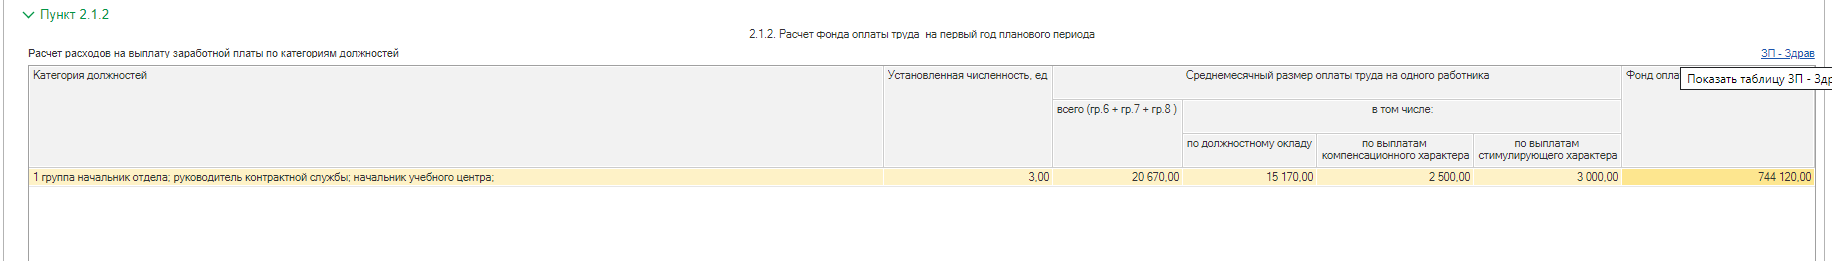 Пункт 2.1.2
2.1.2. Расчет Фонда оплаты труда на первый год планового периода
Расчет расходов на выплату заработной платы по категориям должностей
ЗП - Здрав
Категория должностей
Установленная численность, ед
Среднемесячный размер оплаты труда на одного работника
Фонд опла
Показать таблицу ЗП - Здр
всего (гр.6 + гр.7 + гр.8 )
в том числе:
по должностному окладу
по выплатам
компенсационного характера
по выплатам
стимулирующего характера
1 группа начальник отдела; руководитель контрактной службы; начальник учебного центра;
3,00
20 670,00
15 170,00
2 500,00
3 000,00
744 120,00